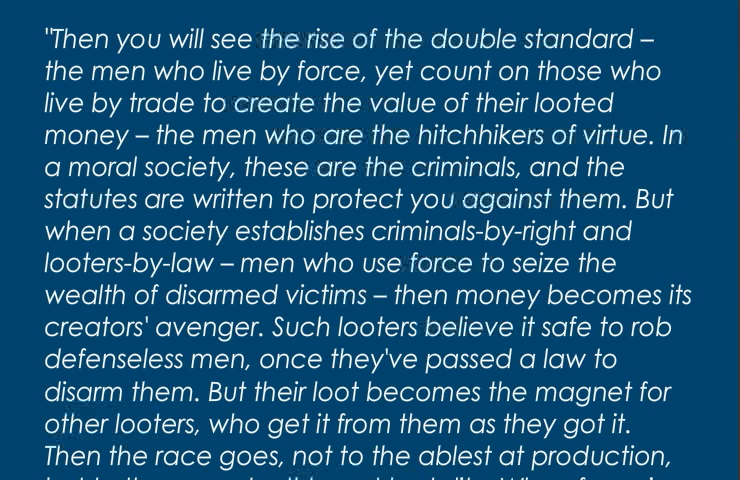 "Then you will see the rise of the double standard –
the men who live by force, yet count on those who
live by trade to create the value of their looted
money – the men who are the hitchhikers of virtue. In
a moral society, these are the criminals, and the
statutes are written to protect you against them. But
when a society establishes criminals-by-right and
looters-by-law – men who use force to seize the
wealth of disarmed victims – then money becomes its
creators' avenger. Such looters believe it safe to rob
defenseless men, once they've passed a law to
disarm them. But their loot becomes the magnet for
other looters, who get it from them as they got it.
Then the race goes, not to the ablest at production,